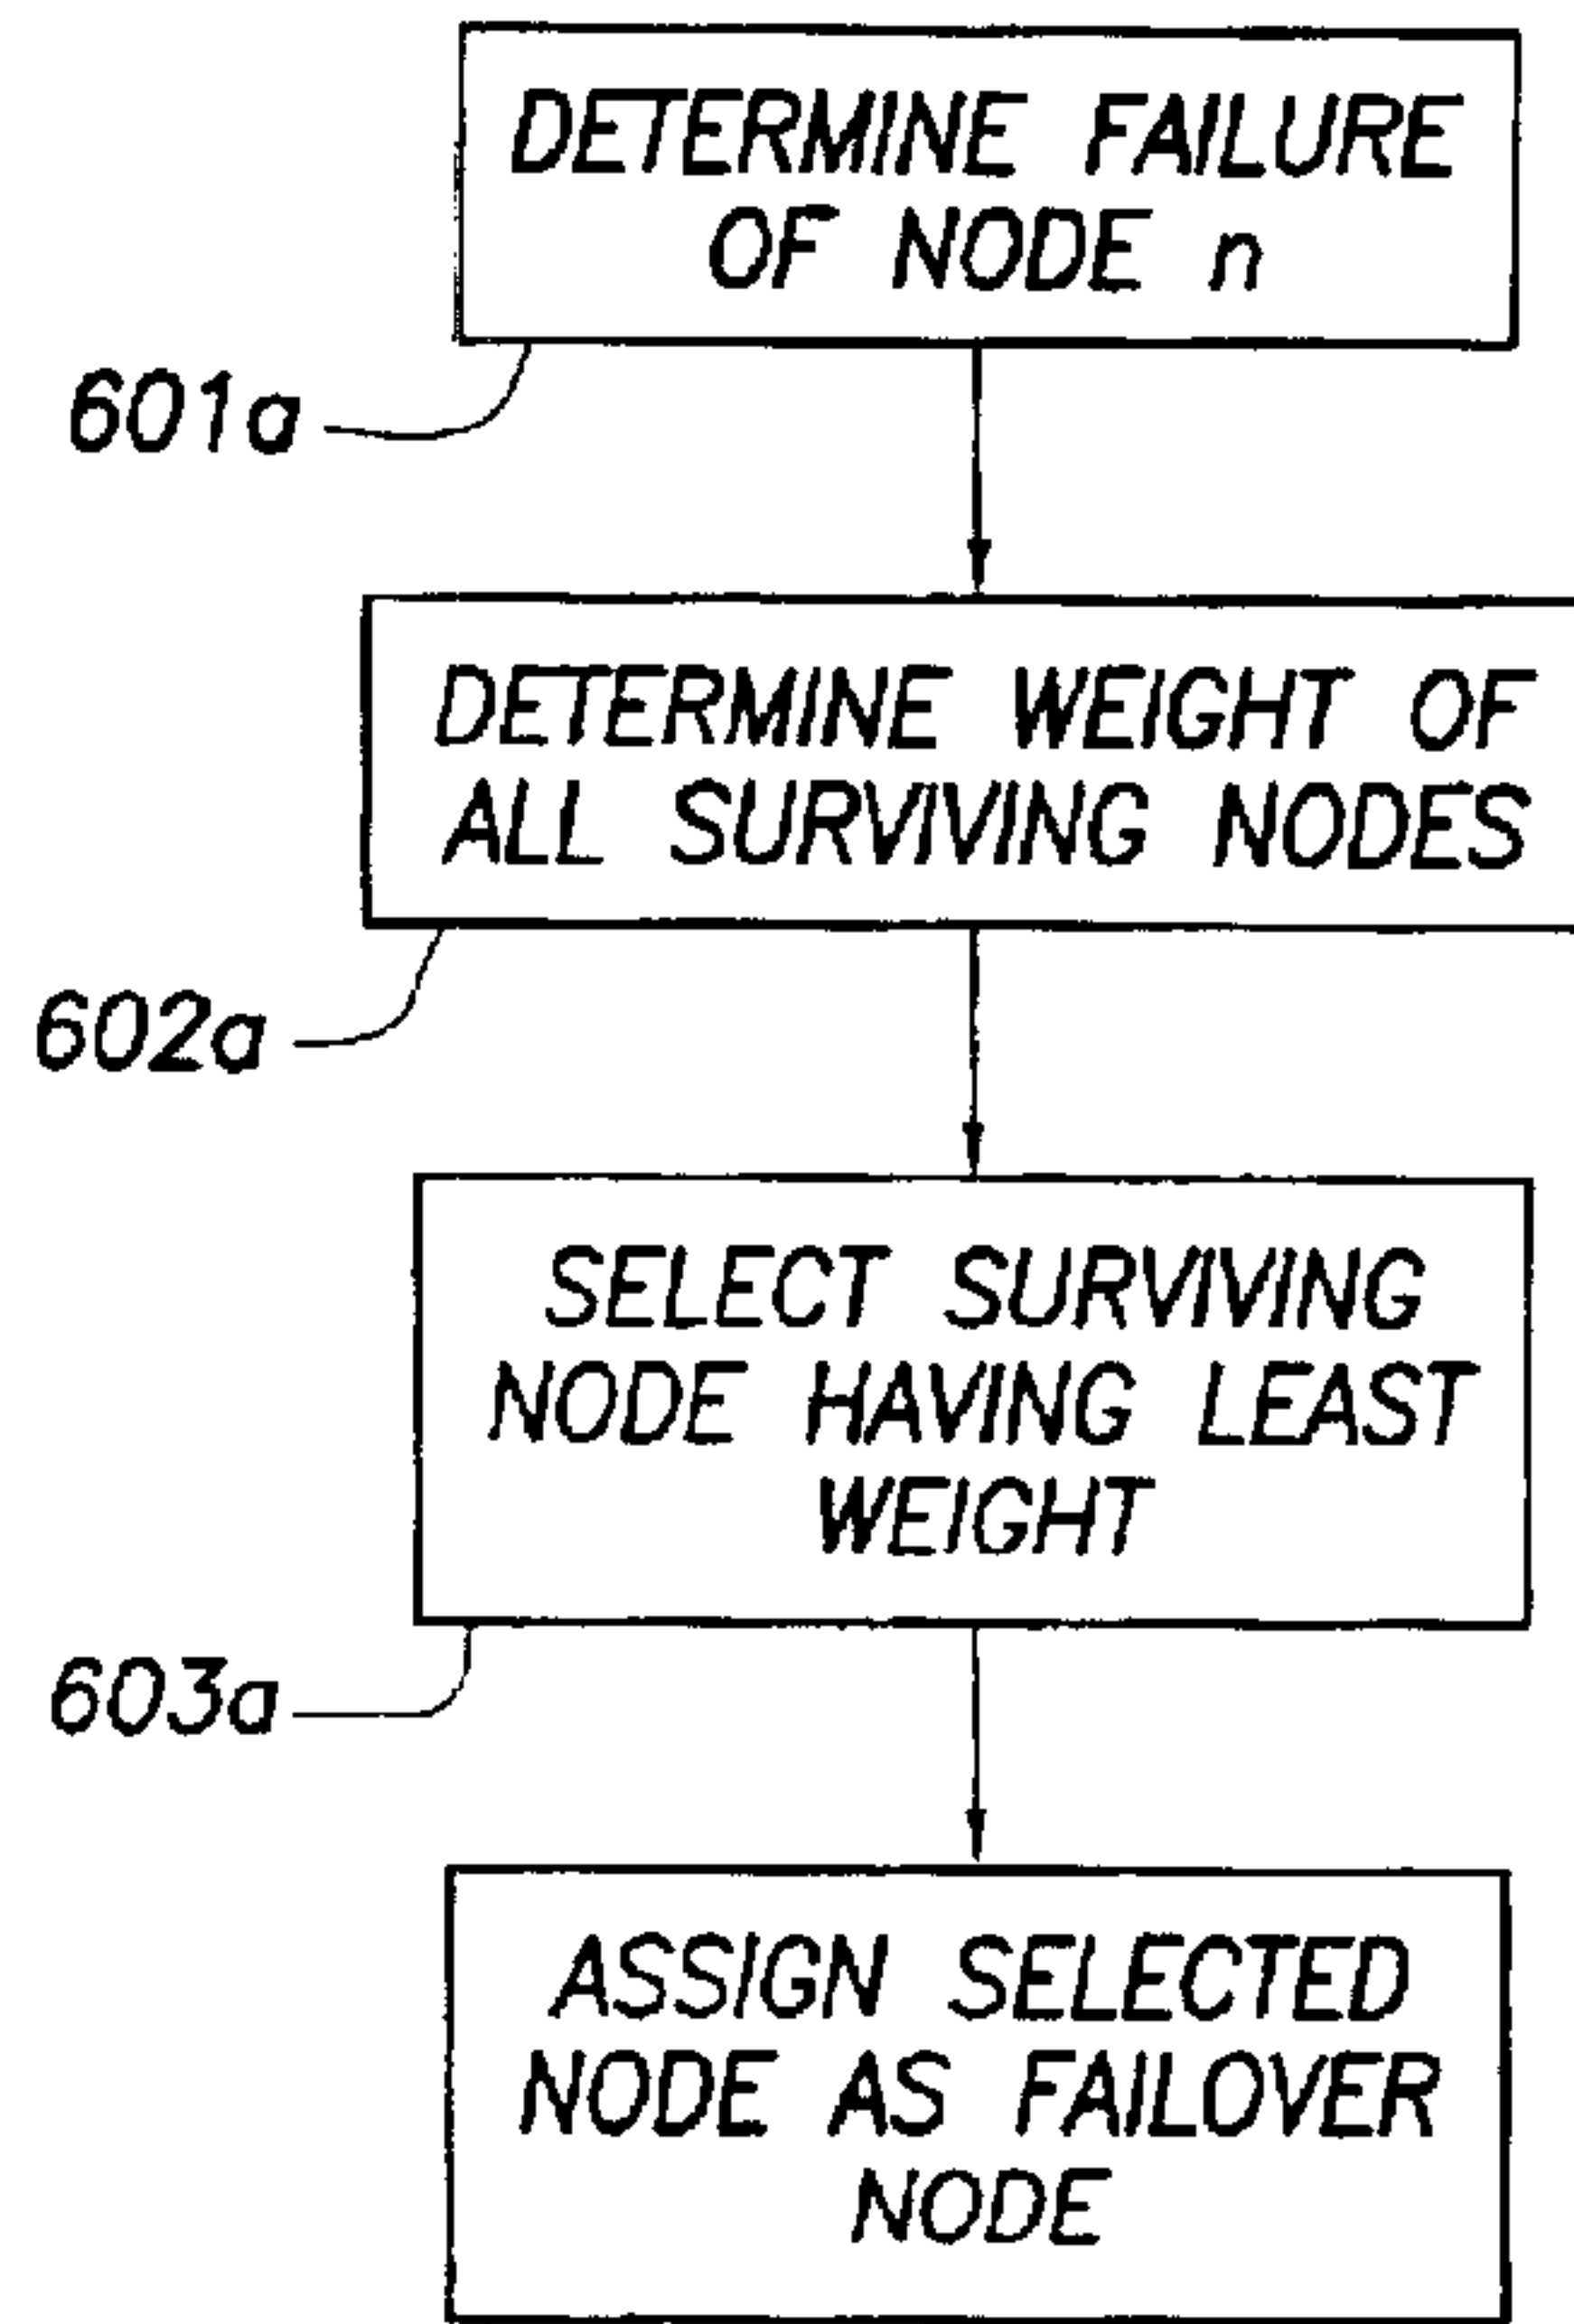 DETERMINE FAILURE
OF NODE n
601a
DETERMINE WEIGHT OF
ALL SURVIVING NODES
602a
SELECT SURVIVING
NODE HAVING LEAST
WEIGHT
603a
ASSIGN SELECTED
NODE AS FAILOVER
NODE